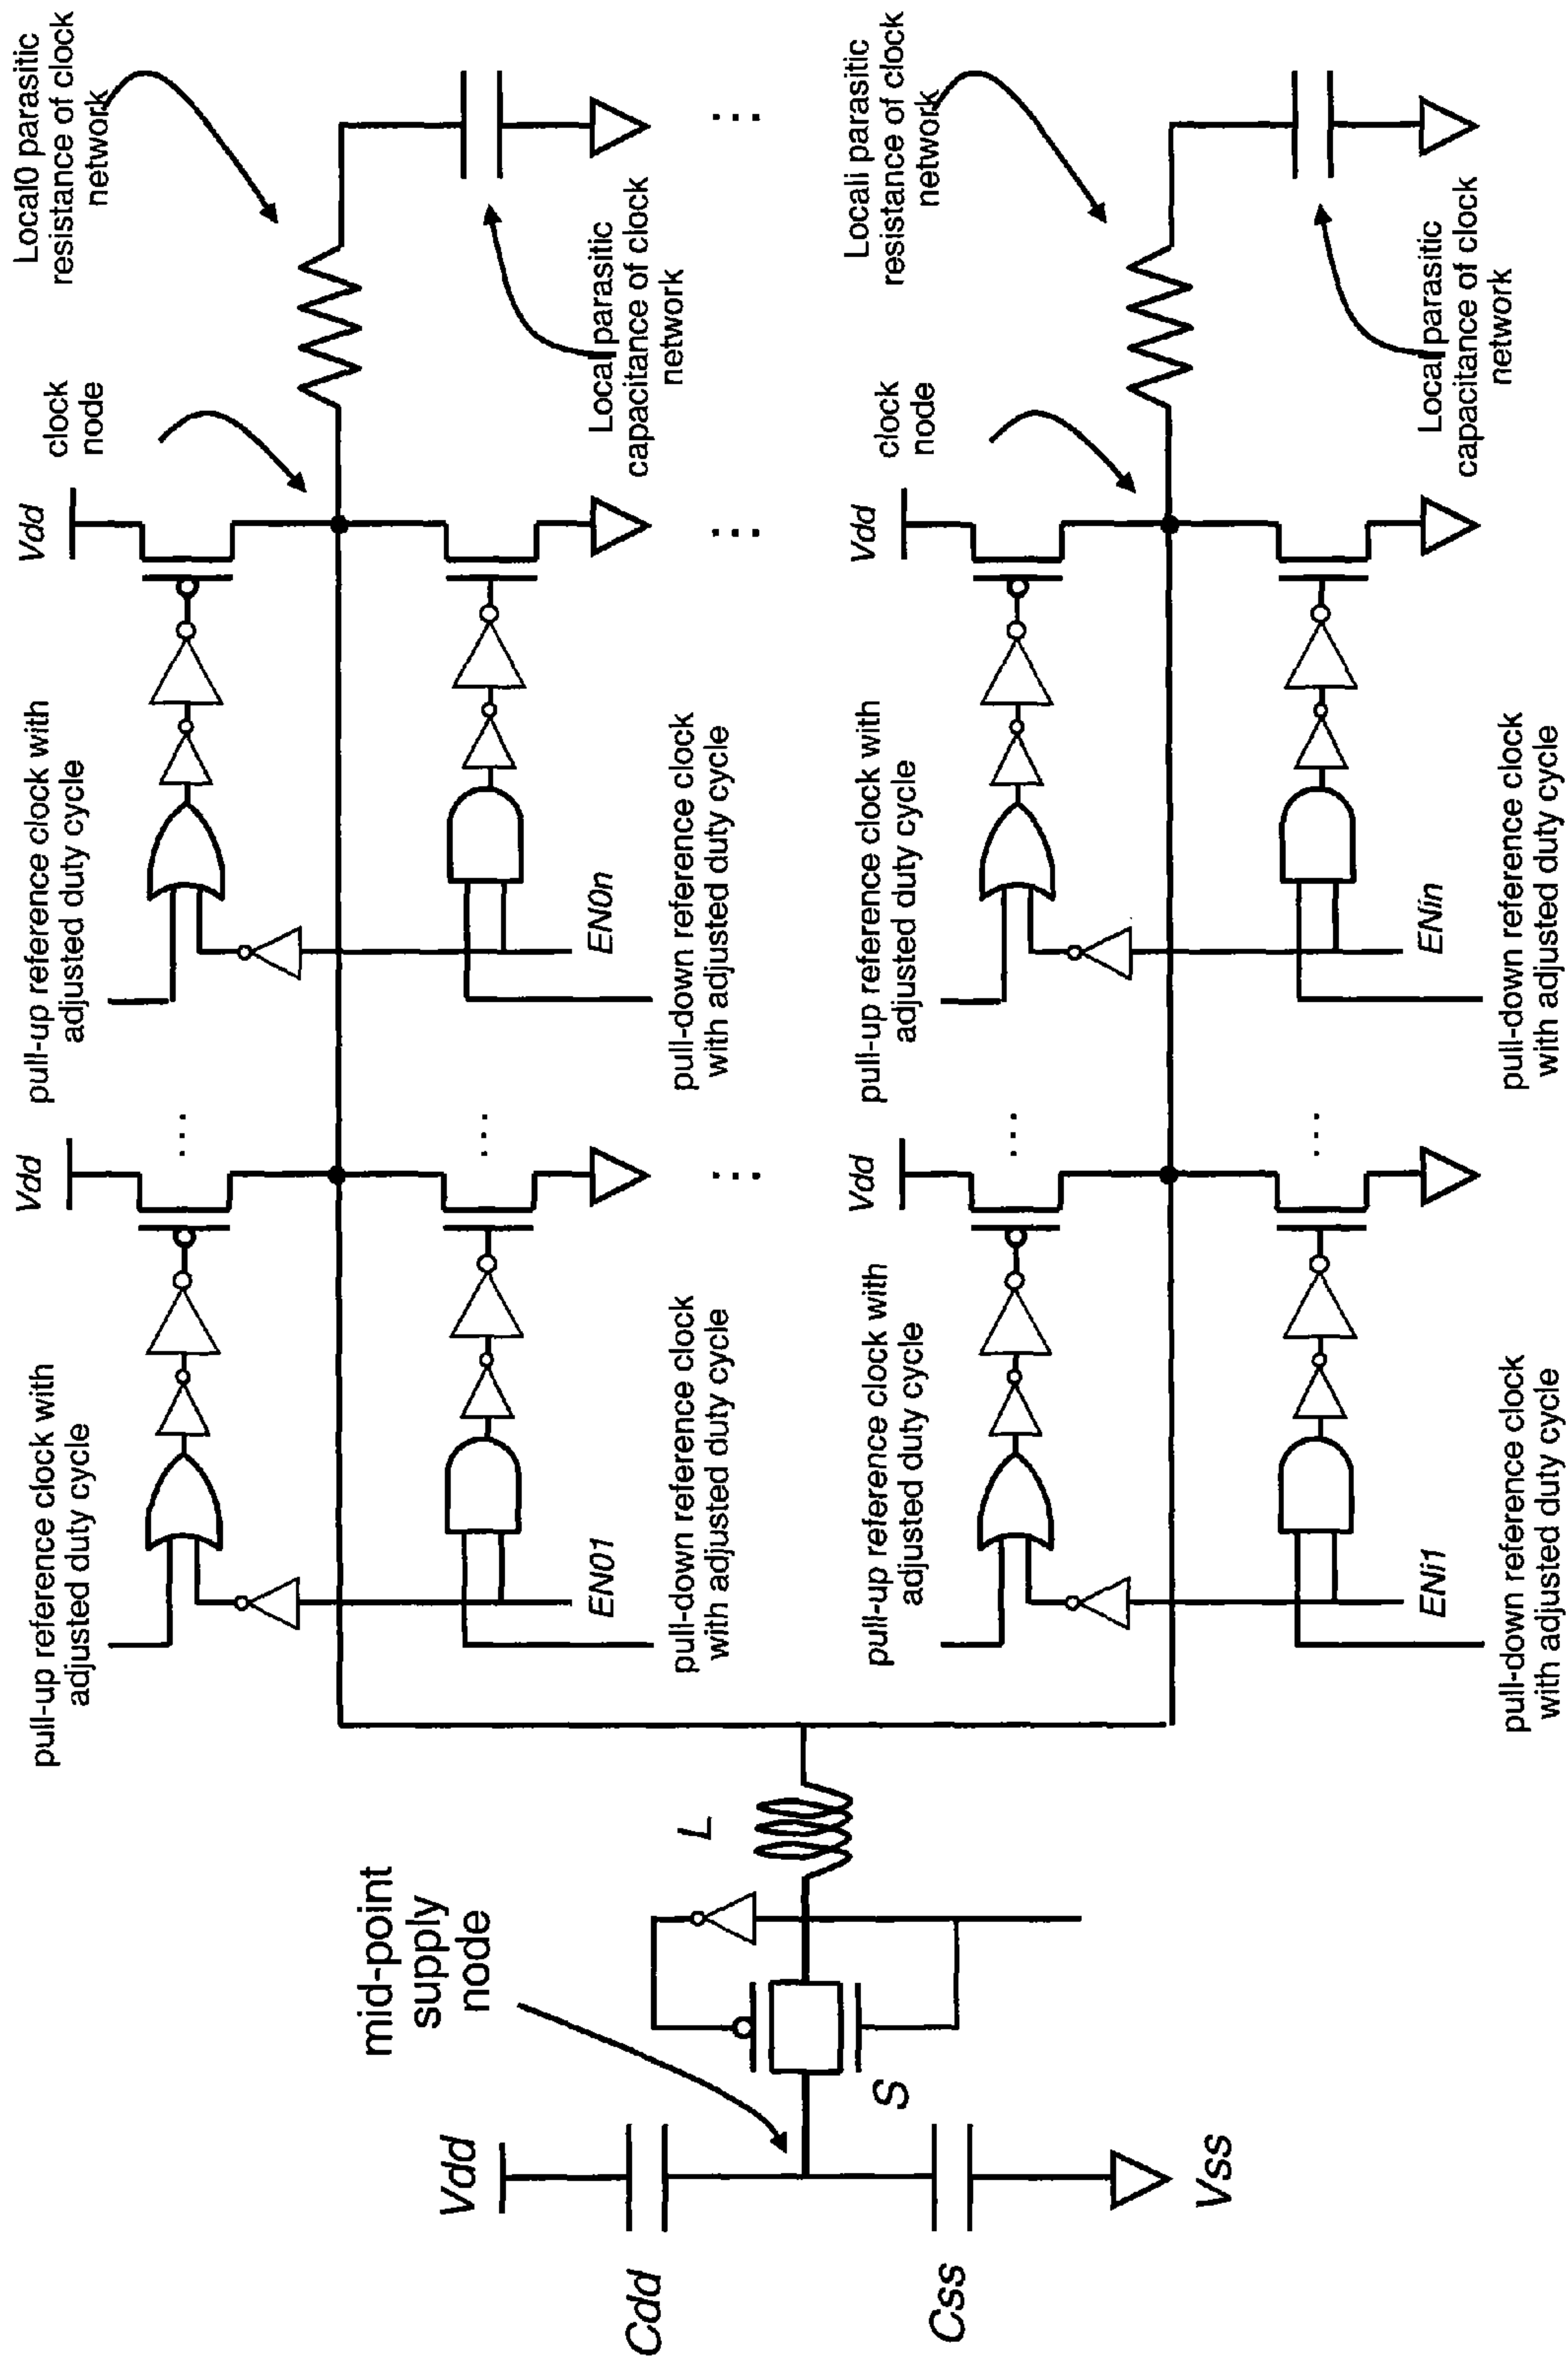 pull-up reference clock with
adjusted duty cycle
Vdd
pull-up reference clock with
adjusted duty cycle
Vdd
clock
node
Local0 parasitic
resistance of clock
network
...
...
EN01
pull-down reference clock
with adjusted duty cycle
EN0n
pull-down reference clock
with adjusted duty cycle
Local parasitic
capacitance of clock
network
mid-point
supply
node
Vdd
Cdd
L
S
Css
Vss
...
...
...
pull-up reference clock with
adjusted duty cycle
Vdd
pull-up reference clock with
adjusted duty cycle
Vdd
clock
node
Locali parasitic
resistance of clock
network
...
...
ENi1
pull-down reference clock
with adjusted duty cycle
ENin
pull-down reference clock
with adjusted duty cycle
Local parasitic
capacitance of clock
network